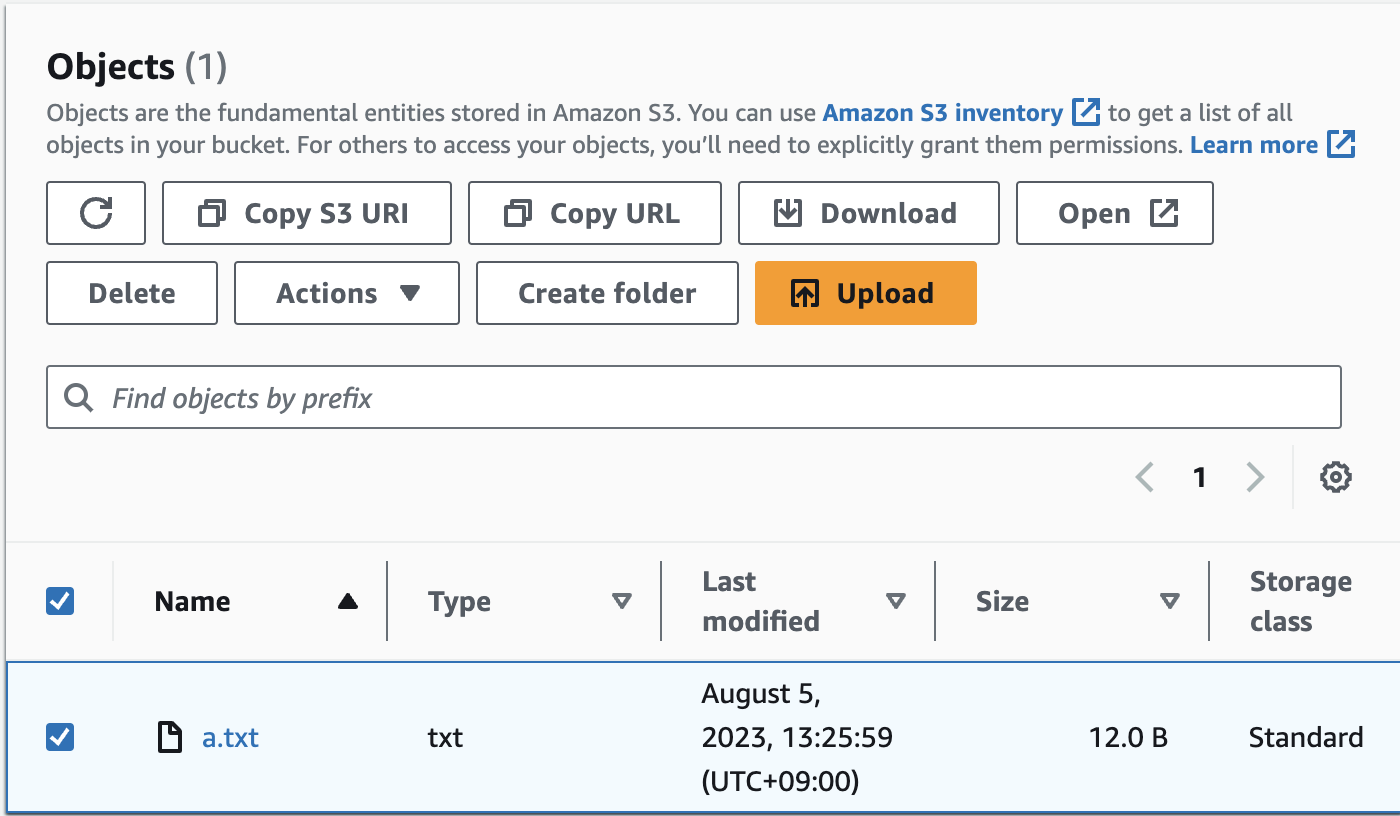 Objects (1)
Objects are the fundamental entities stored in Amazon S3. You can use Amazon S3 inventory to get a list of all
objects in your bucket. For others to access your objects, you’ll need to explicitly grant them permissions. Learn more
Copy S3 URI Copy URL Download Open
Delete Actions Create folder Upload
Find objects by prefix
1
Name Type Last modified Size Storage class
a.txt txt August 5, 2023, 13:25:59 (UTC+09:00) 12.0 B Standard